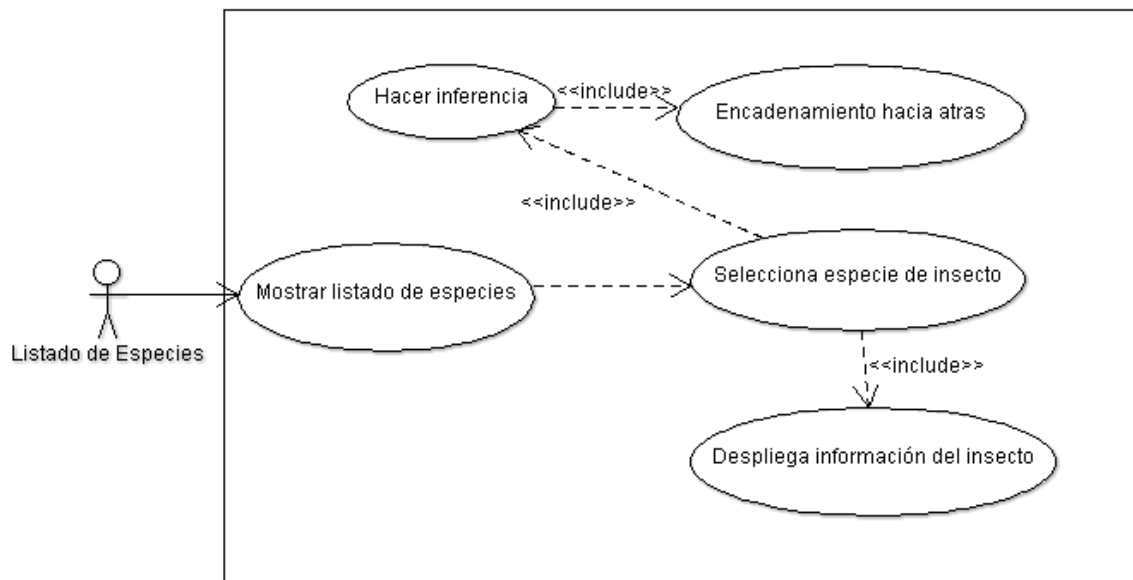 Hacer inferencia
<<include>>
Encadenamiento hacia atras
<<include>>
Mostrar listado de especies
Selecciona especie de insecto
Listado de Especies
<<include>>
Despliega información del insecto